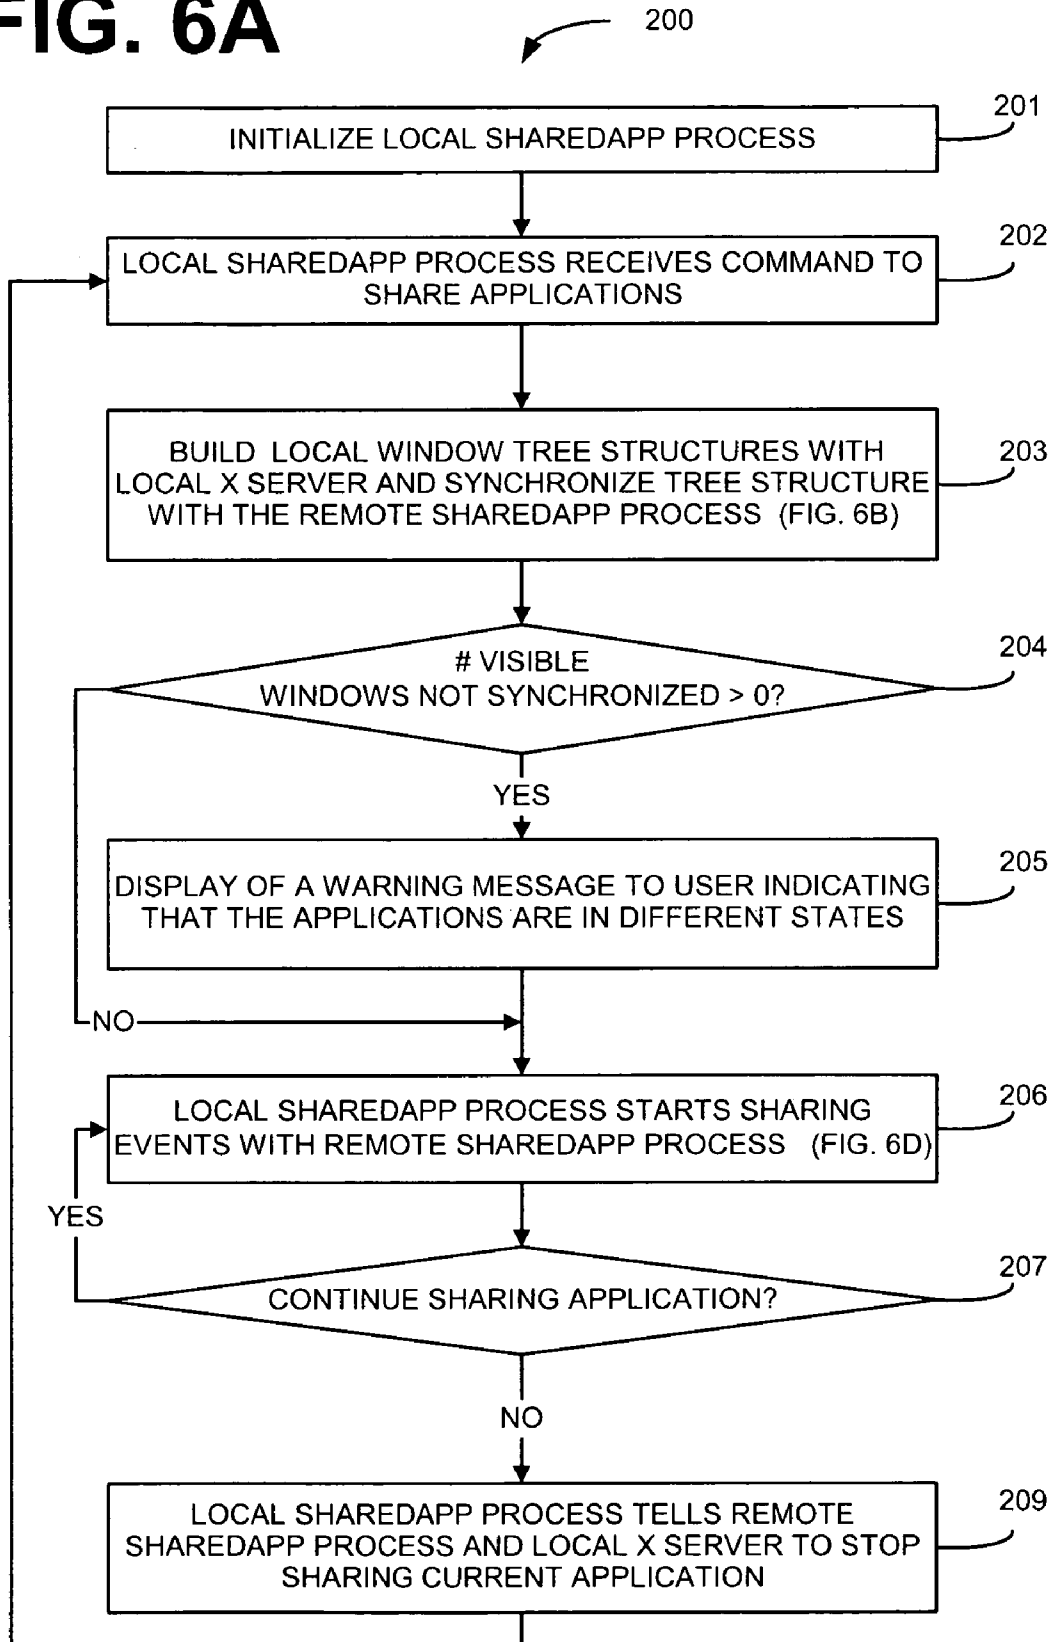 FIG. 6A
200
201
INITIALIZE LOCAL SHAREDAPP PROCESS
202
LOCAL SHAREDAPP PROCESS RECEIVES COMMAND TO
SHARE APPLICATIONS
203
BUILD LOCAL WINDOW TREE STRUCTURES WITH
LOCAL X SERVER AND SYNCHRONIZE TREE STRUCTURE
WITH THE REMOTE SHAREDAPP PROCESS (FIG. 6B)
204
# VISIBLE
WINDOWS NOT SYNCHRONIZED > 0?
YES
205
DISPLAY OF A WARNING MESSAGE TO USER INDICATING
THAT THE APPLICATIONS ARE IN DIFFERENT STATES
NO
206
LOCAL SHAREDAPP PROCESS STARTS SHARING
EVENTS WITH REMOTE SHAREDAPP PROCESS (FIG. 6D)
YES
207
CONTINUE SHARING APPLICATION?
NO
209
LOCAL SHAREDAPP PROCESS TELLS REMOTE
SHAREDAPP PROCESS AND LOCAL X SERVER TO STOP
SHARING CURRENT APPLICATION